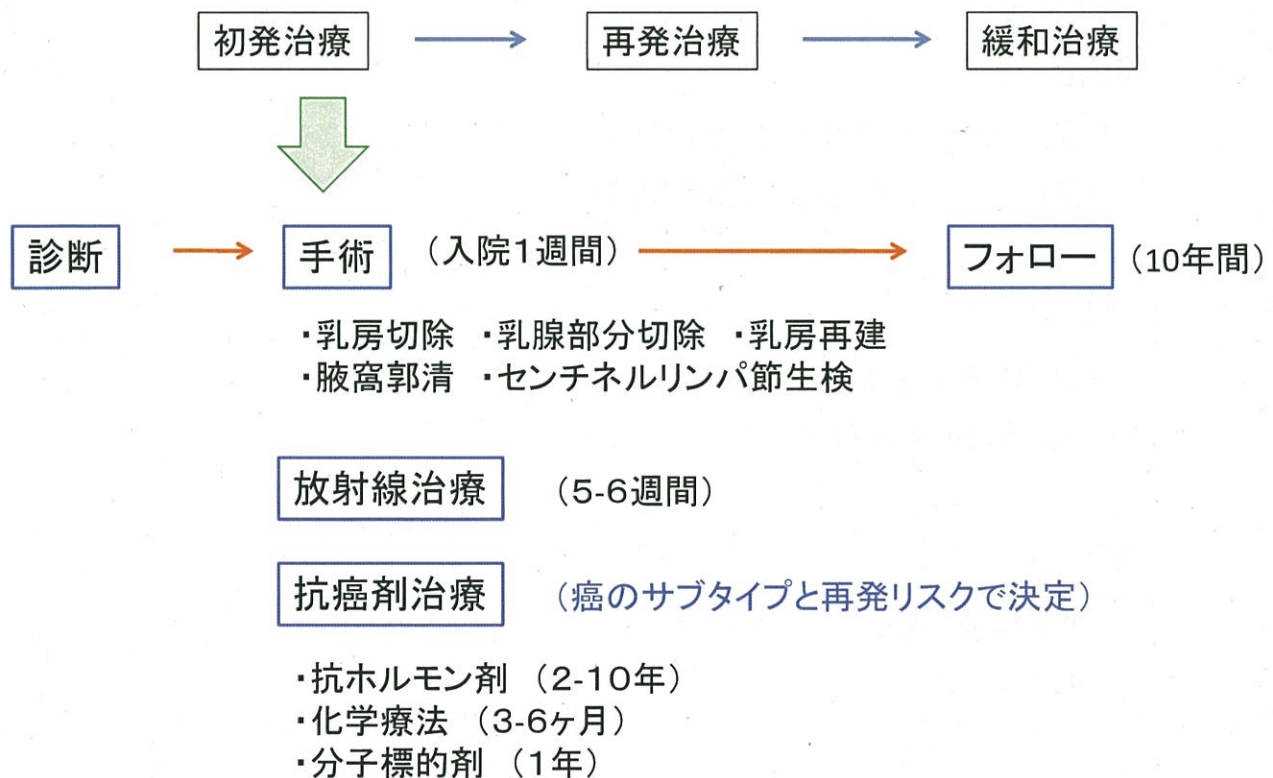 初発治療 再発治療 緩和治療
診断 手術 （入院1週間） フォロー （10年間）
・乳房切除 ・乳腺部分切除 ・乳房再建
・腋窩郭清 ・センチネルリンパ節生検
放射線治療 （5-6週間）
抗癌剤治療 （癌のサブタイプと再発リスクで決定）
・抗ホルモン剤 （2-10年）
・化学療法 （3-6ヶ月）
・分子標的剤 （1年）